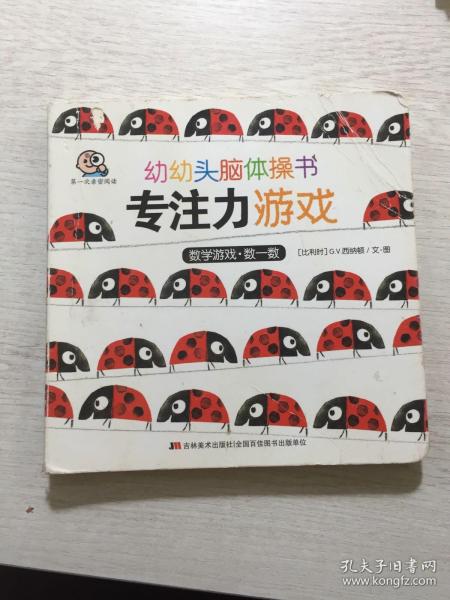 第一次亲密阅读
幼幼头脑体操书
专注力游戏
数学游戏·数一数
[比利时] G.V.西纳顿 / 文·图
吉林美术出版社|全国百佳图书出版单位
孔夫子旧书网
www.kongfz.com